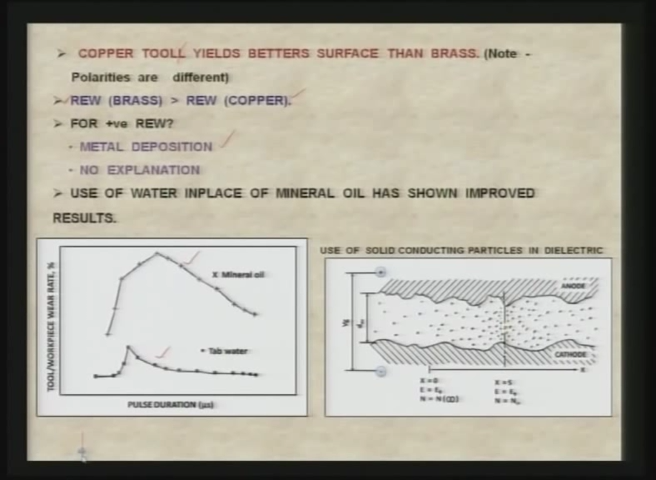 ➢ COPPER TOOLL YIELDS BETTERS SURFACE THAN BRASS. (Note -
Polarities are different)
➢ REW (BRASS) > REW (COPPER).
➢ FOR +ve REW?
- METAL DEPOSITION
- NO EXPLANATION
➢ USE OF WATER INPLACE OF MINERAL OIL HAS SHOWN IMPROVED
RESULTS.
TOOL/WORKPIECE WEAR RATE, %
X Mineral oil
• Tab water
PULSE DURATION (µs)
USE OF SOLID CONDUCTING PARTICLES IN DIELECTRIC
ANODE
CATHODE
X
X = 0
E = E₀
X = S